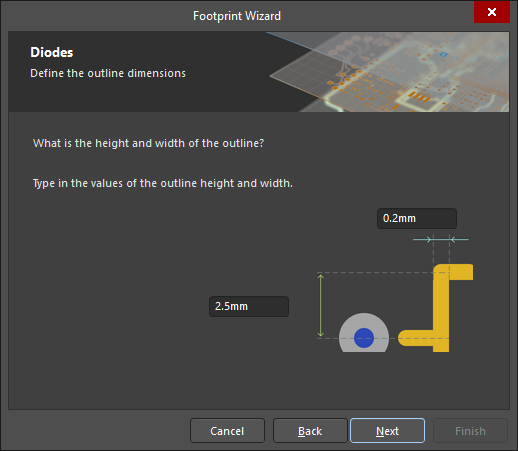 Footprint Wizard
Diodes
Define the outline dimensions
What is the height and width of the outline?
Type in the values of the outline height and width.
0.2mm
2.5mm
Cancel
Back
Next
Finish